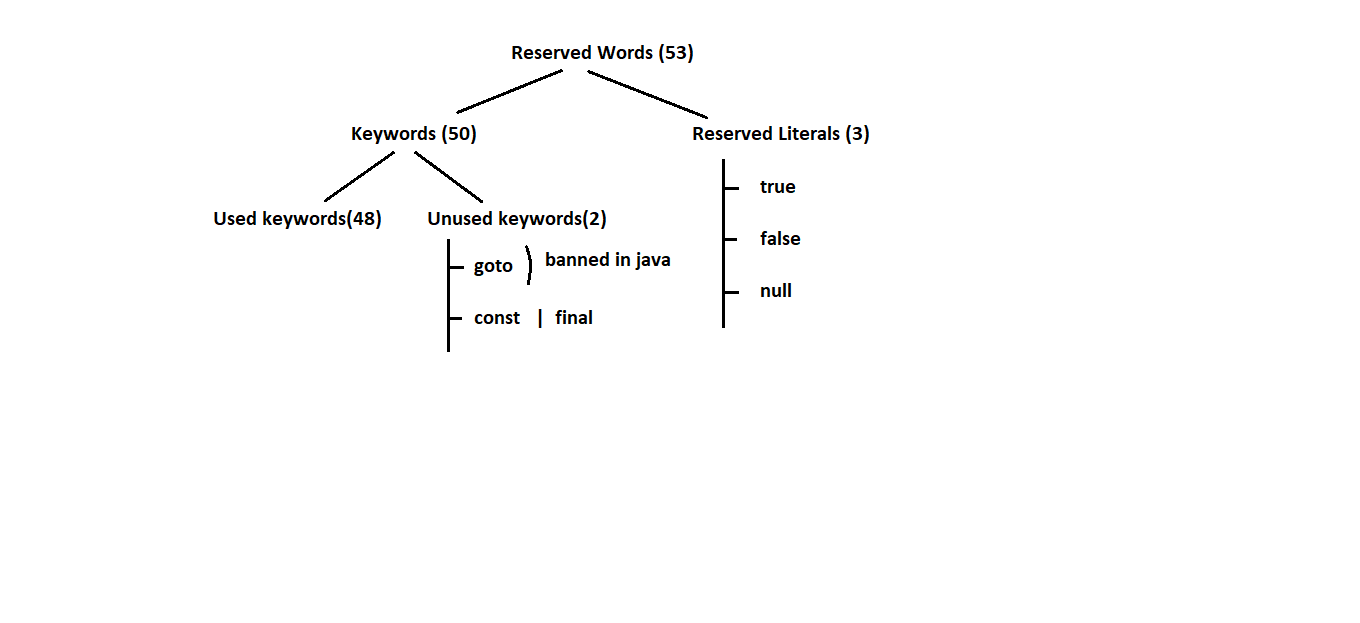 Reserved Words (53)
Keywords (50)
Reserved Literals (3)
Used keywords(48)
Unused keywords(2)
goto ) banned in java
const | final
true
false
null